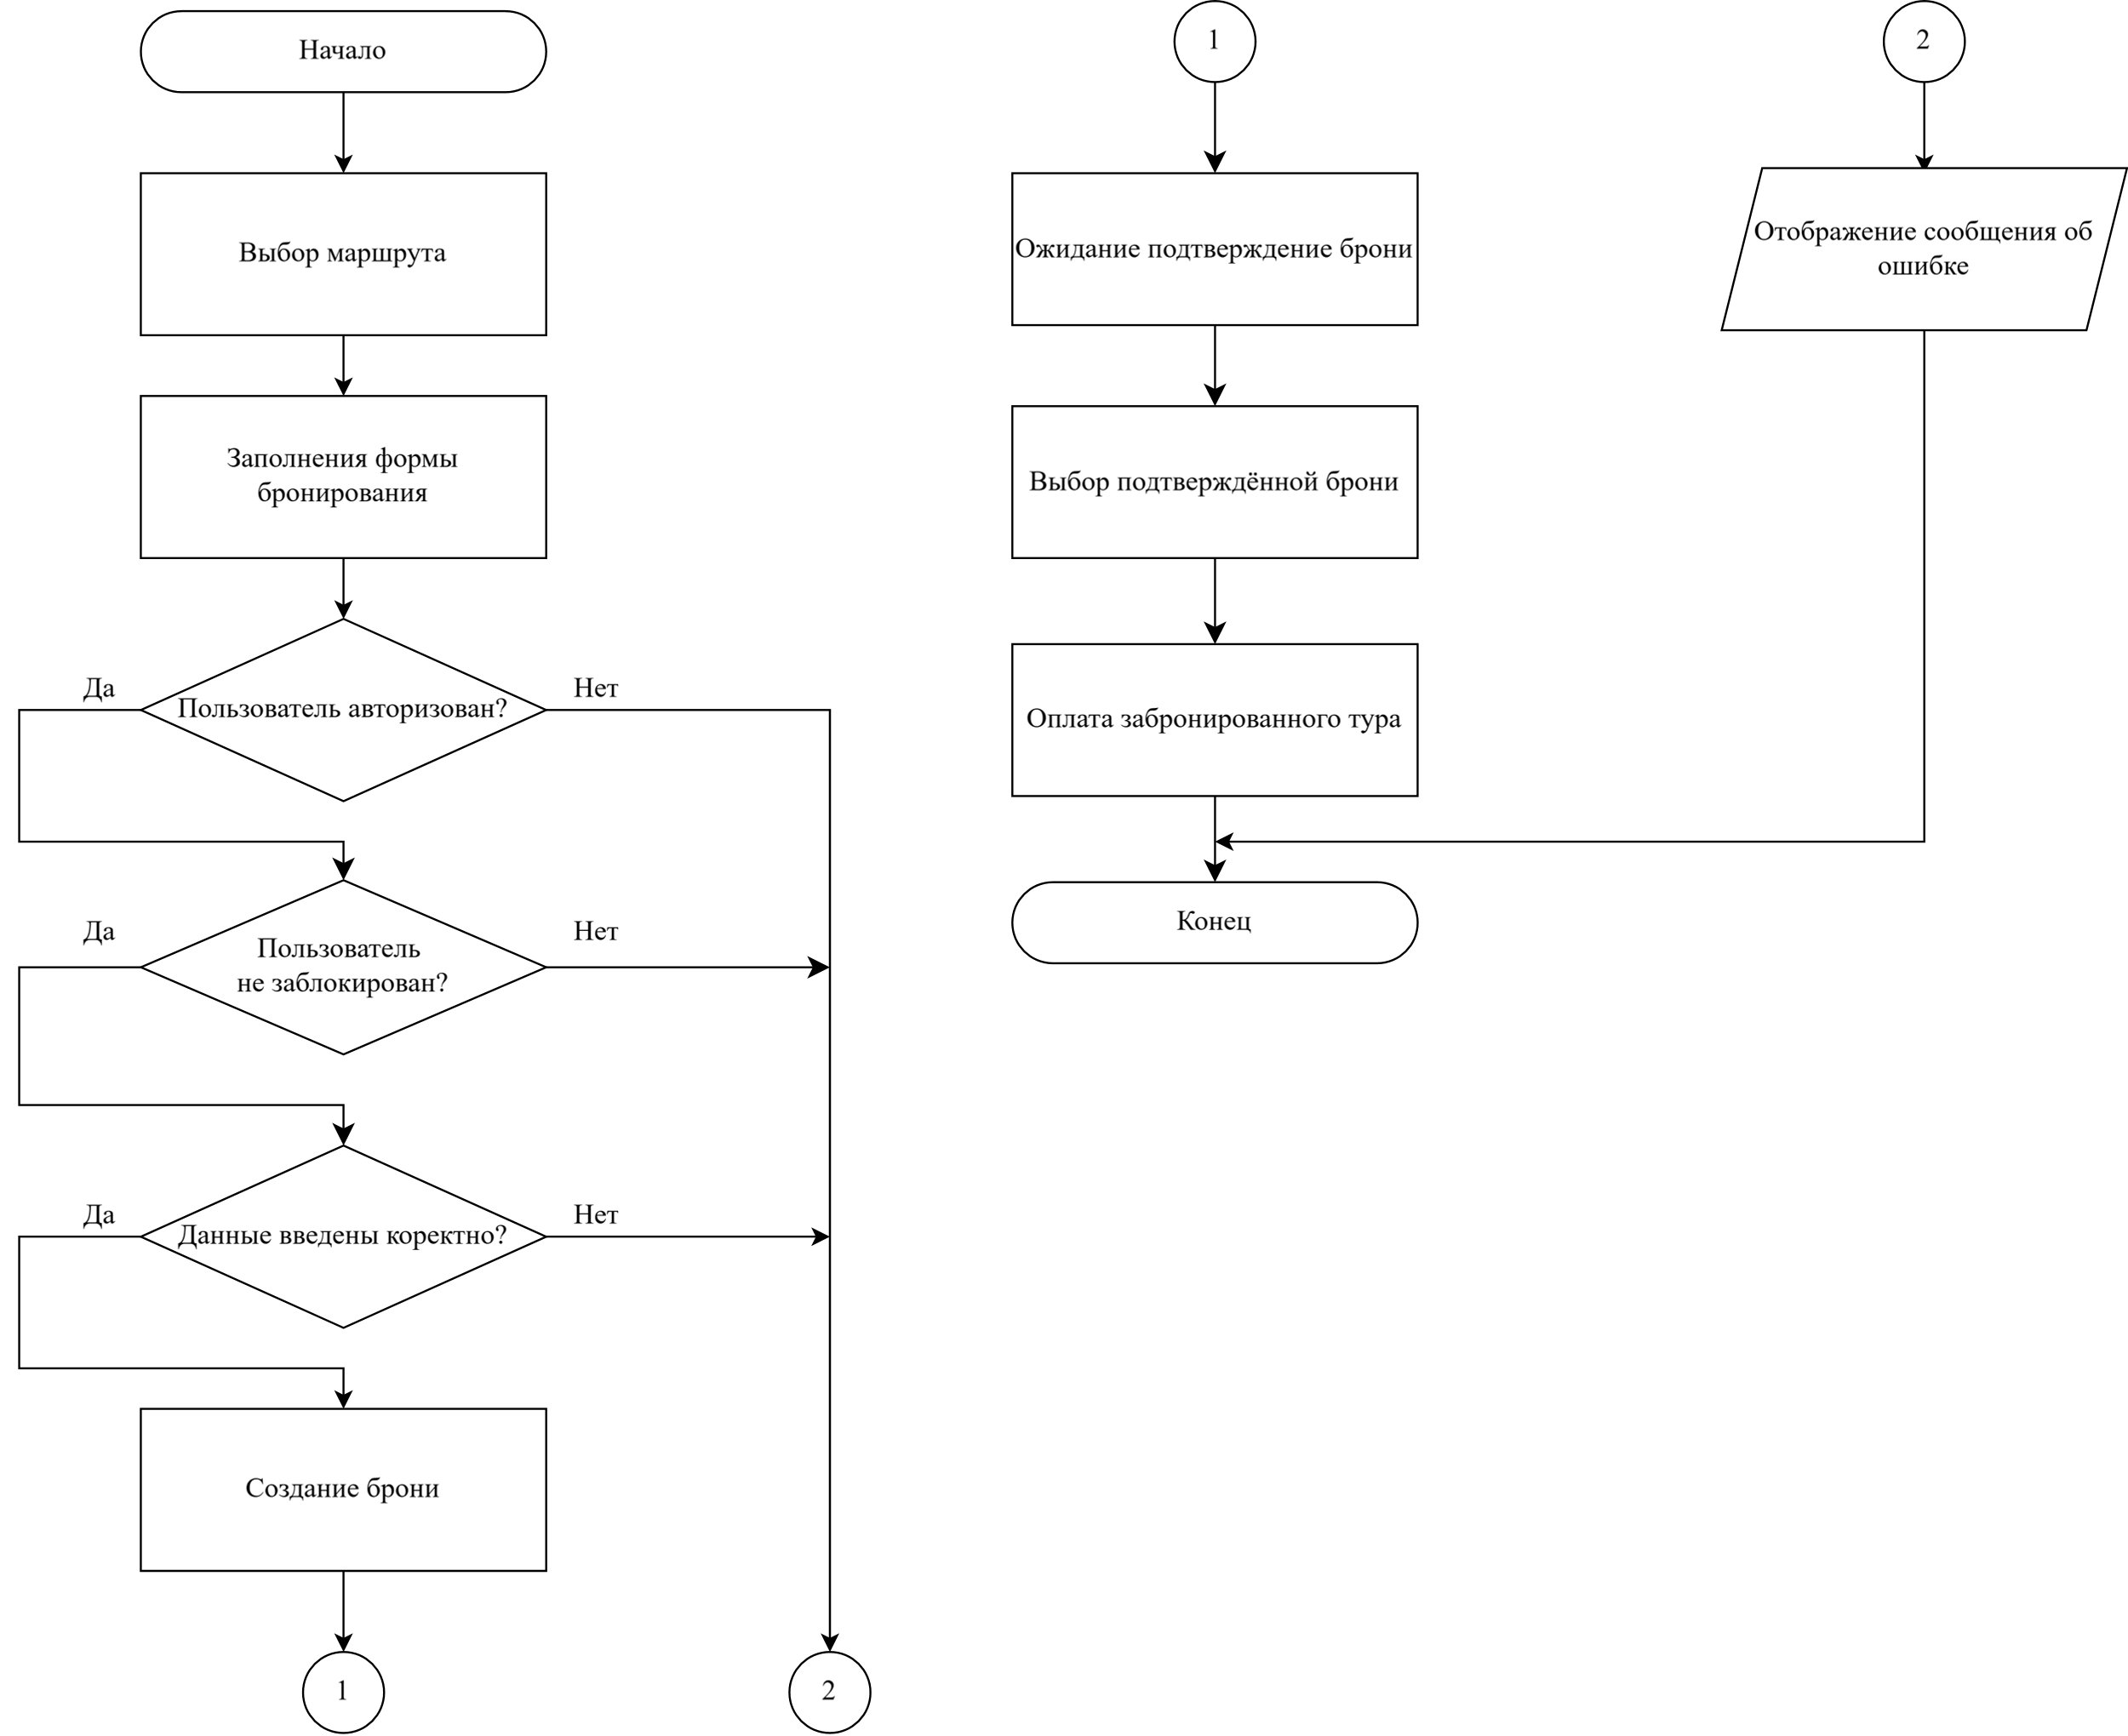 Начало
Выбор маршрута
Заполнения формы
бронирования
Да
Пользователь авторизован?
Нет
Да
Пользователь
не заблокирован?
Нет
Да
Данные введены коректно?
Нет
Создание брони
1
2
1
Ожидание подтверждение брони
Выбор подтверждённой брони
Оплата забронированного тура
Конец
2
Отображение сообщения об
ошибке